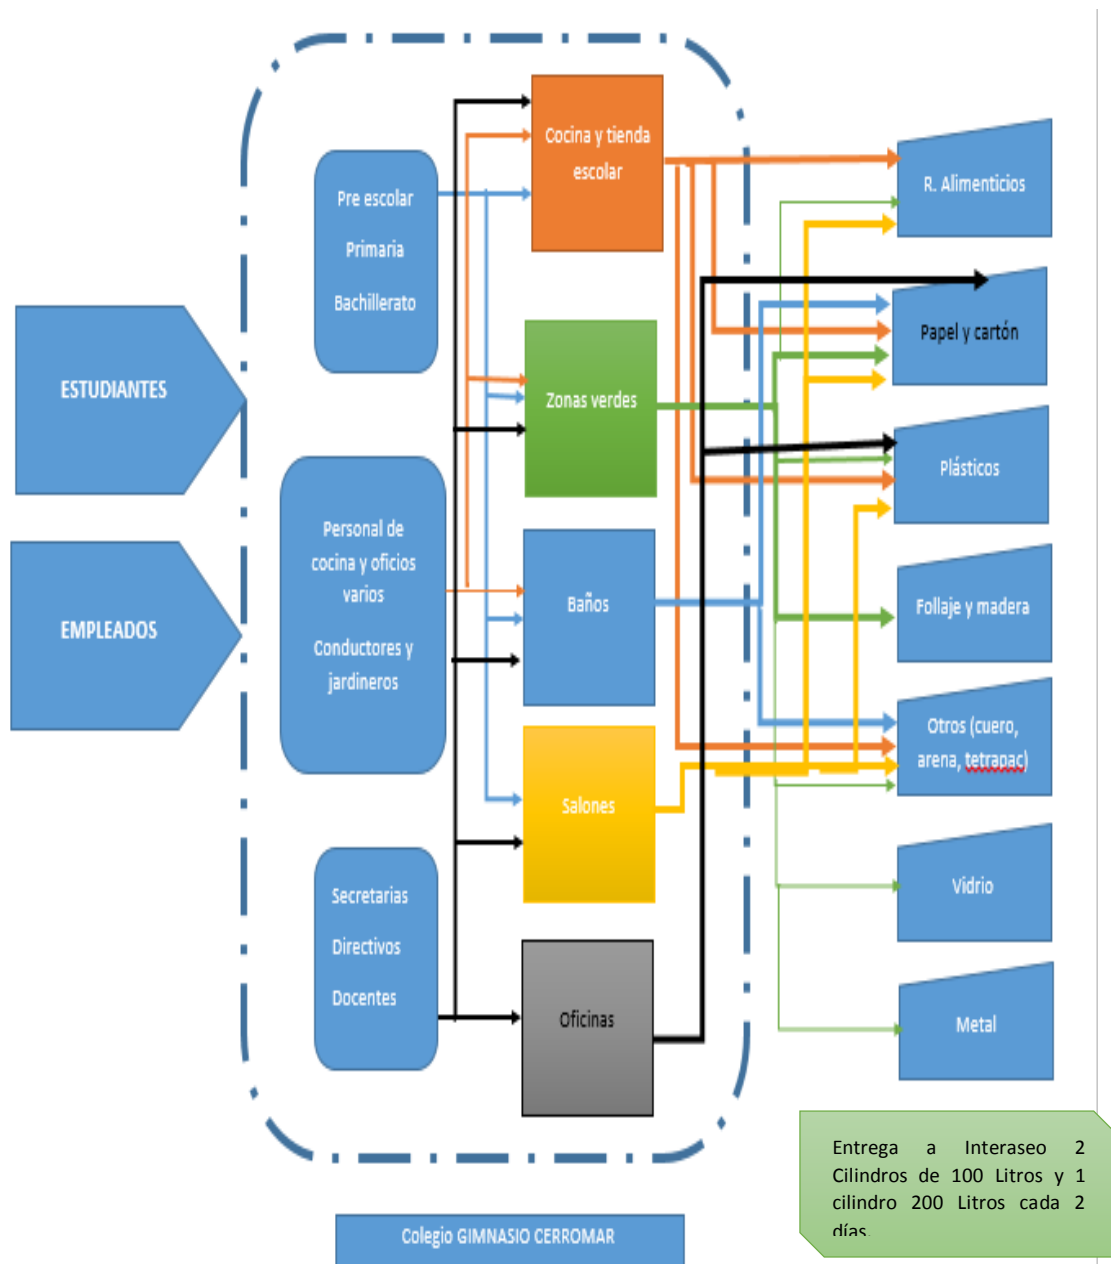 ESTUDIANTES
EMPLEADOS
Pre escolar
Primaria
Bachillerato
Personal de
cocina y oficios
varios
Conductores y
jardineros
Secretarias
Directivos
Docentes
Cocina y tienda
escolar
Zonas verdes
Baños
Salones
Oficinas
R. Alimenticios
Papel y cartón
Plásticos
Follaje y madera
Otros (cuero,
arena, tetrapac)
Vidrio
Metal
Entrega a Interaseo 2
Cilindros de 100 Litros y 1
cilindro 200 Litros cada 2
días.
Colegio GIMNASIO CERROMAR